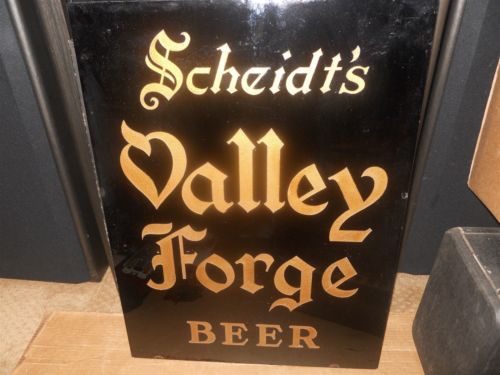 Scheidt's
Valley
Forge
BEER